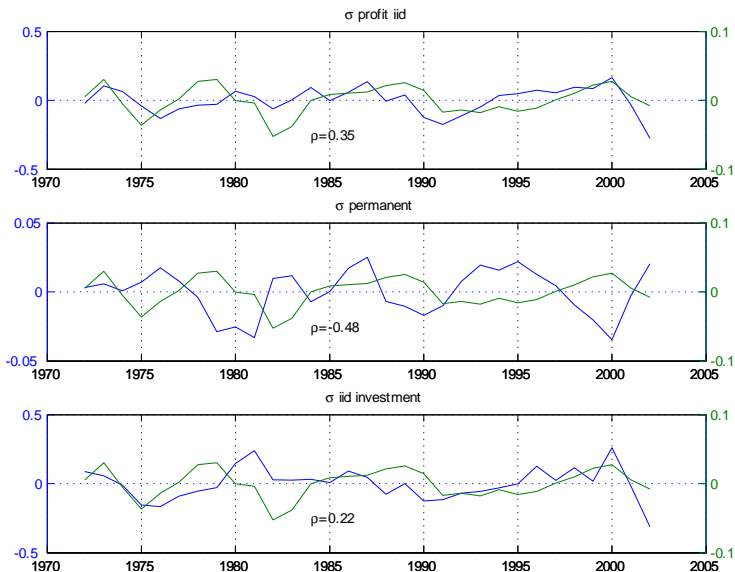 σ profit iid
0.5 0.1
0 0
ρ=0.35
-0.5 -0.1
1970 1975 1980 1985 1990 1995 2000 2005
σ permanent
0.05 0.1
0 0
ρ=-0.48
-0.05 -0.1
1970 1975 1980 1985 1990 1995 2000 2005
σ iid investment
0.5 0.1
0 0
ρ=0.22
-0.5 -0.1
1970 1975 1980 1985 1990 1995 2000 2005